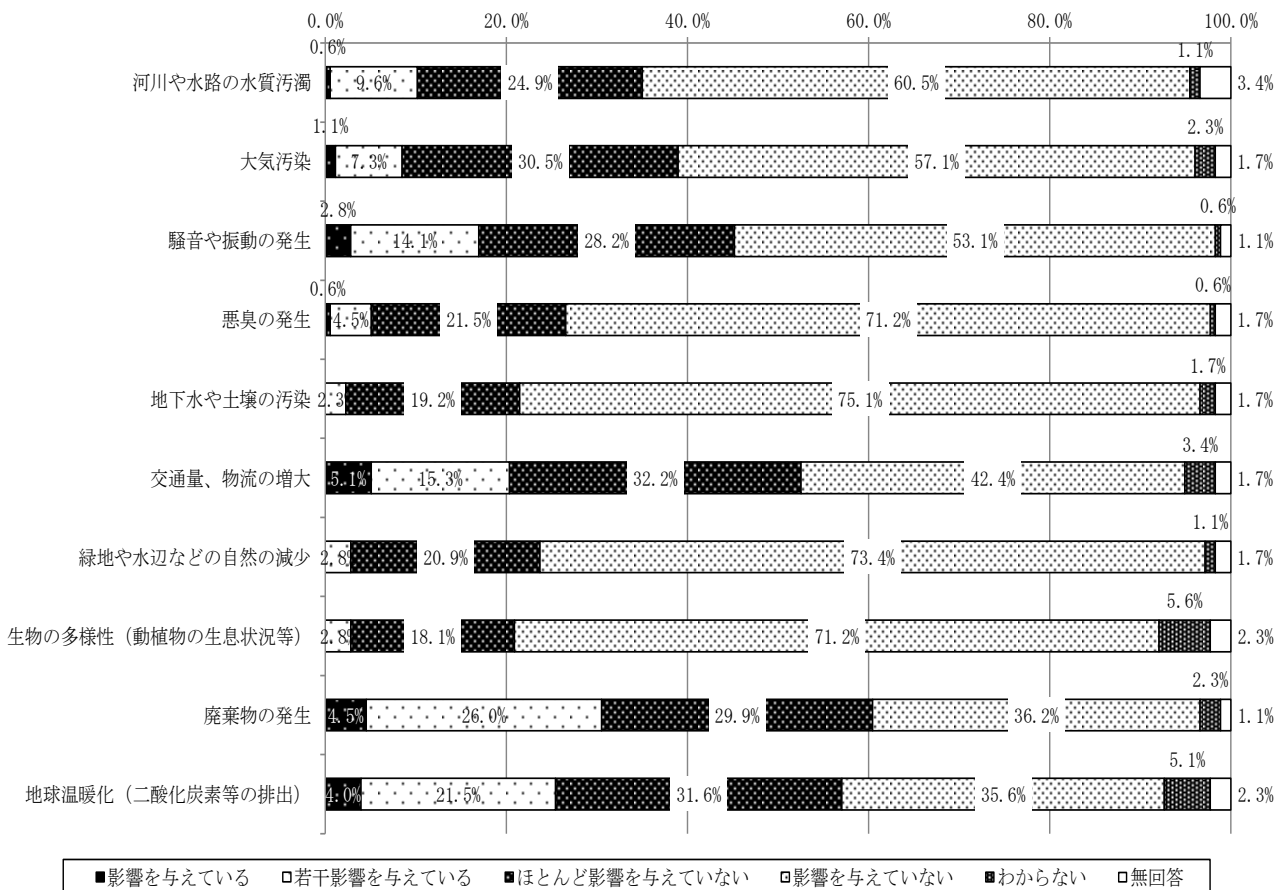 0.0% 20.0% 40.0% 60.0% 80.0% 100.0%
河川や水路の水質汚濁 0.6% 9.6% 24.9% 60.5% 1.1% 3.4%
大気汚染 1.1% 7.3% 30.5% 57.1% 2.3% 1.7%
騒音や振動の発生 2.8% 14.1% 28.2% 53.1% 0.6% 1.1%
悪臭の発生 0.6% 4.5% 21.5% 71.2% 0.6% 1.7%
地下水や土壌の汚染 2.3 19.2% 75.1% 1.7% 1.7%
交通量、物流の増大 5.1% 15.3% 32.2% 42.4% 3.4% 1.7%
緑地や水辺などの自然の減少 2.8% 20.9% 73.4% 1.1% 1.7%
生物の多様性（動植物の生息状況等） 2.8% 18.1% 71.2% 5.6% 2.3%
廃棄物の発生 4.5% 26.0% 29.9% 36.2% 2.3% 1.1%
地球温暖化（二酸化炭素等の排出） 4.0% 21.5% 31.6% 35.6% 5.1% 2.3%
影響を与えている 若干影響を与えている ほとんど影響を与えていない 影響を与えていない わからない 無回答